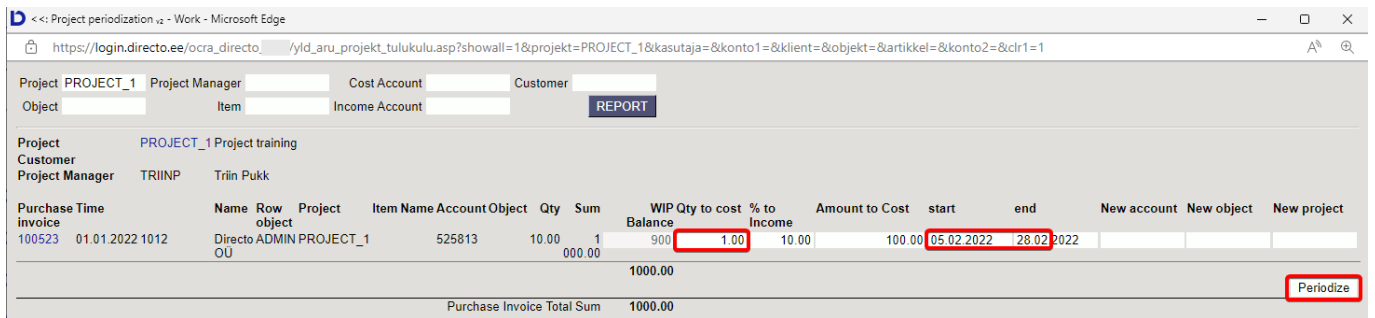 <<: Project periodization v2 - Work - Microsoft Edge
https://login.directo.ee/ocra_directo_ /yld_aru_projekt_tulukulu.asp?showall=1&projekt=PROJECT_1&kasutaja=&konto1=&klient=&objekt=&artikkel=&konto2=&clr1=1
Project PROJECT_1 Project Manager Cost Account Customer
Object Item Income Account REPORT
Project PROJECT_1 Project training
Customer
Project Manager TRIINP Triin Pukk
Purchase Time Name Row Project Item Name Account Object Qty Sum WIP Qty to cost % to Amount to Cost start end New account New object New project
invoice object Balance Income
100523 01.01.2022 1012 Directo ADMIN PROJECT_1 525813 10.00 1 900 1.00 10.00 100.00 05.02.2022 28.02.2022
OÜ 000.00
1000.00
Periodize
Purchase Invoice Total Sum 1000.00